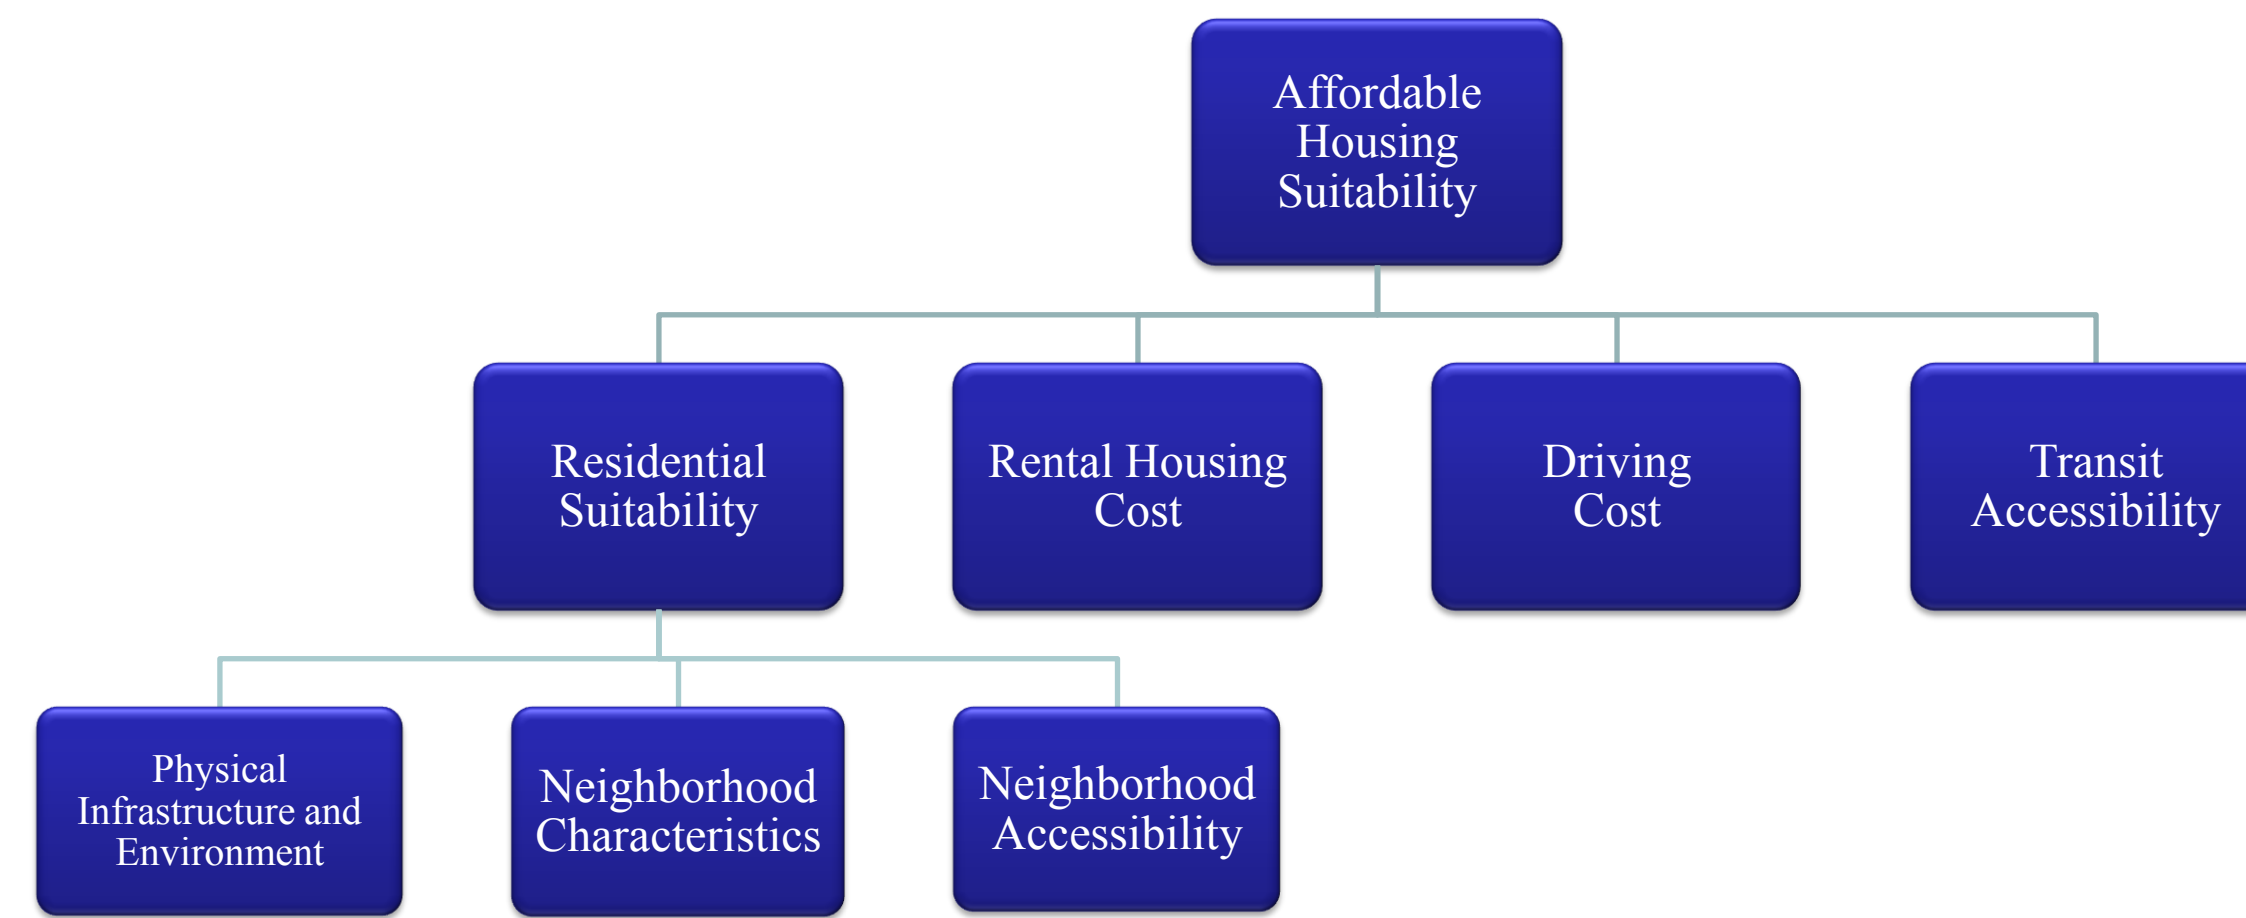 Affordable
Housing
Suitability
Residential
Suitability
Rental Housing
Cost
Driving
Cost
Transit
Accessibility
Physical
Infrastructure and
Environment
Neighborhood
Characteristics
Neighborhood
Accessibility